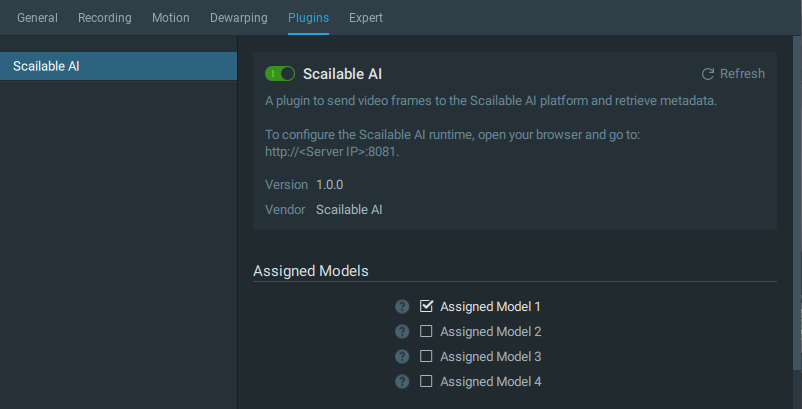 General Recording Motion Dewarping Plugins Expert
Scailable AI
Scailable AI Refresh
A plugin to send video frames to the Scailable AI platform and retrieve metadata.
To configure the Scailable AI runtime, open your browser and go to:
http://<Server IP>:8081.
Version 1.0.0
Vendor Scailable AI
Assigned Models
? Assigned Model 1
? Assigned Model 2
? Assigned Model 3
? Assigned Model 4